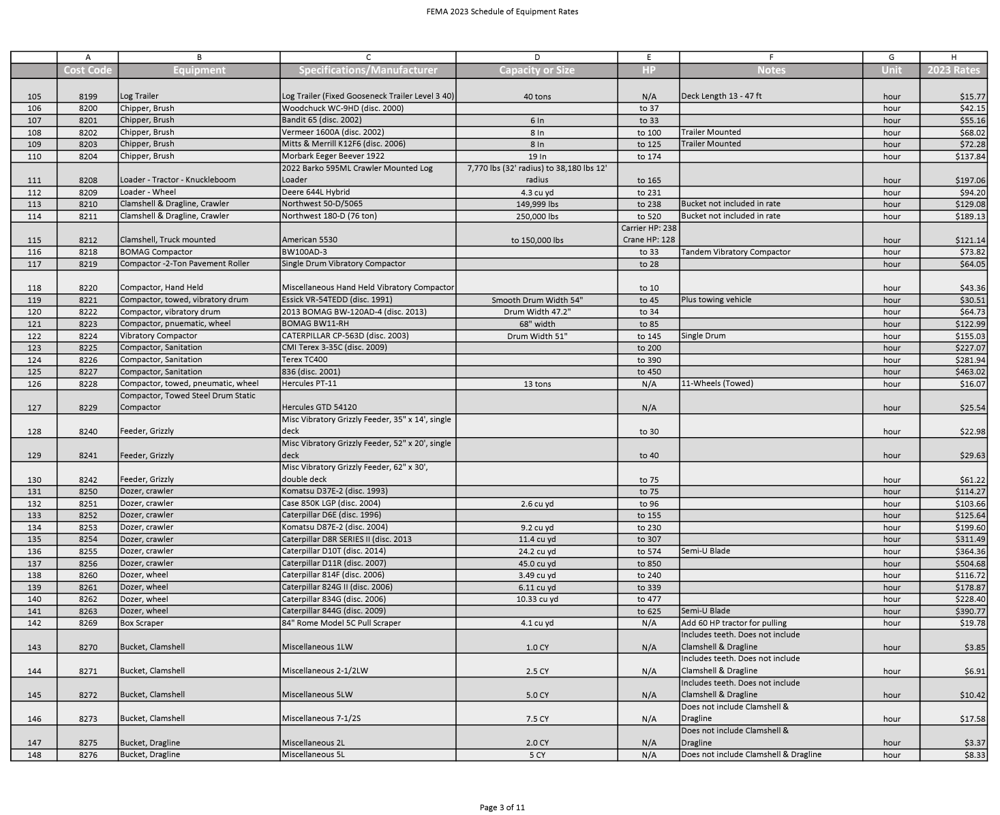 FEMA 2023 Schedule of Equipment Rates
A B C D E F G H
Cost Code Equipment Specifications/Manufacturer Capacity or Size HP Notes Unit 2023 Rates
105 8199 Log Trailer Log Trailer (Fixed Gooseneck Trailer Level 3 40) 40 tons N/A Deck Length 13 - 47 ft hour $15.77
106 8200 Chipper, Brush Woodchuck WC-9HD (disc. 2000) to 37 hour $42.15
107 8201 Chipper, Brush Bandit 65 (disc. 2002) 6 In to 33 hour $55.16
108 8202 Chipper, Brush Vermeer 1600A (disc. 2002) 8 In to 100 Trailer Mounted hour $68.02
109 8203 Chipper, Brush Mitts & Merrill K12F6 (disc. 2006) 8 In to 125 Trailer Mounted hour $72.28
110 8204 Chipper, Brush Morbark Eeger Beever 1922 19 In to 174 hour $137.84
2022 Barko 595ML Crawler Mounted Log 7,770 lbs (32' radius) to 38,180 lbs 12'
111 8208 Loader - Tractor - Knuckleboom Loader radius to 165 hour $197.06
112 8209 Loader - Wheel Deere 644L Hybrid 4.3 cu yd to 231 hour $94.20
113 8210 Clamshell & Dragline, Crawler Northwest 50-D/5065 149,999 lbs to 238 Bucket not included in rate hour $129.08
114 8211 Clamshell & Dragline, Crawler Northwest 180-D (76 ton) 250,000 lbs to 520 Bucket not included in rate hour $189.13
Carrier HP: 238
115 8212 Clamshell, Truck mounted American 5530 to 150,000 lbs Crane HP: 128 hour $121.14
116 8218 BOMAG Compactor BW100AD-3 to 33 Tandem Vibratory Compactor hour $73.82
117 8219 Compactor -2-Ton Pavement Roller Single Drum Vibratory Compactor to 28 hour $64.05
118 8220 Compactor, Hand Held Miscellaneous Hand Held Vibratory Compactor to 10 hour $43.36
119 8221 Compactor, towed, vibratory drum Essick VR-54TEDD (disc. 1991) Smooth Drum Width 54" to 45 Plus towing vehicle hour $30.51
120 8222 Compactor, vibratory drum 2013 BOMAG BW-120AD-4 (disc. 2013) Drum Width 47.2" to 34 hour $64.73
121 8223 Compactor, pnuematic, wheel BOMAG BW11-RH 68" width to 85 hour $122.99
122 8224 Vibratory Compactor CATERPILLAR CP-563D (disc. 2003) Drum Width 51" to 145 Single Drum hour $155.03
123 8225 Compactor, Sanitation CMI Terex 3-35C (disc. 2009) to 200 hour $227.07
124 8226 Compactor, Sanitation Terex TC400 to 390 hour $281.94
125 8227 Compactor, Sanitation 836 (disc. 2001) to 450 hour $463.02
126 8228 Compactor, towed, pneumatic, wheel Hercules PT-11 13 tons N/A 11-Wheels (Towed) hour $16.07
Compactor, Towed Steel Drum Static
127 8229 Compactor Hercules GTD 54120 N/A hour $25.54
Misc Vibratory Grizzly Feeder, 35" x 14', single
128 8240 Feeder, Grizzly deck to 30 hour $22.98
Misc Vibratory Grizzly Feeder, 52" x 20', single
129 8241 Feeder, Grizzly deck to 40 hour $29.63
Misc Vibratory Grizzly Feeder, 62" x 30',
130 8242 Feeder, Grizzly double deck to 75 hour $61.22
131 8250 Dozer, crawler Komatsu D37E-2 (disc. 1993) to 75 hour $114.27
132 8251 Dozer, crawler Case 850K LGP (disc. 2004) 2.6 cu yd to 96 hour $103.66
133 8252 Dozer, crawler Caterpillar D6E (disc. 1996) to 155 hour $125.64
134 8253 Dozer, crawler Komatsu D87E-2 (disc. 2004) 9.2 cu yd to 230 hour $199.60
135 8254 Dozer, crawler Caterpillar D8R SERIES II (disc. 2013 11.4 cu yd to 307 hour $311.49
136 8255 Dozer, crawler Caterpillar D10T (disc. 2014) 24.2 cu yd to 574 Semi-U Blade hour $364.36
137 8256 Dozer, crawler Caterpillar D11R (disc. 2007) 45.0 cu yd to 850 hour $504.68
138 8260 Dozer, wheel Caterpillar 814F (disc. 2006) 3.49 cu yd to 240 hour $116.72
139 8261 Dozer, wheel Caterpillar 824G II (disc. 2006) 6.11 cu yd to 339 hour $178.87
140 8262 Dozer, wheel Caterpillar 834G (disc. 2006) 10.33 cu yd to 477 hour $228.40
141 8263 Dozer, wheel Caterpillar 844G (disc. 2009) to 625 Semi-U Blade hour $390.77
142 8269 Box Scraper 84" Rome Model 5C Pull Scraper 4.1 cu yd N/A Add 60 HP tractor for pulling hour $19.78
Includes teeth. Does not include
143 8270 Bucket, Clamshell Miscellaneous 1LW 1.0 CY N/A Clamshell & Dragline hour $3.85
Includes teeth. Does not include
144 8271 Bucket, Clamshell Miscellaneous 2-1/2LW 2.5 CY N/A Clamshell & Dragline hour $6.91
Includes teeth. Does not include
145 8272 Bucket, Clamshell Miscellaneous 5LW 5.0 CY N/A Clamshell & Dragline hour $10.42
Does not include Clamshell &
146 8273 Bucket, Clamshell Miscellaneous 7-1/2S 7.5 CY N/A Dragline hour $17.58
Does not include Clamshell &
147 8275 Bucket, Dragline Miscellaneous 2L 2.0 CY N/A Dragline hour $3.37
148 8276 Bucket, Dragline Miscellaneous 5L 5 CY N/A Does not include Clamshell & Dragline hour $8.33
Page 3 of 11